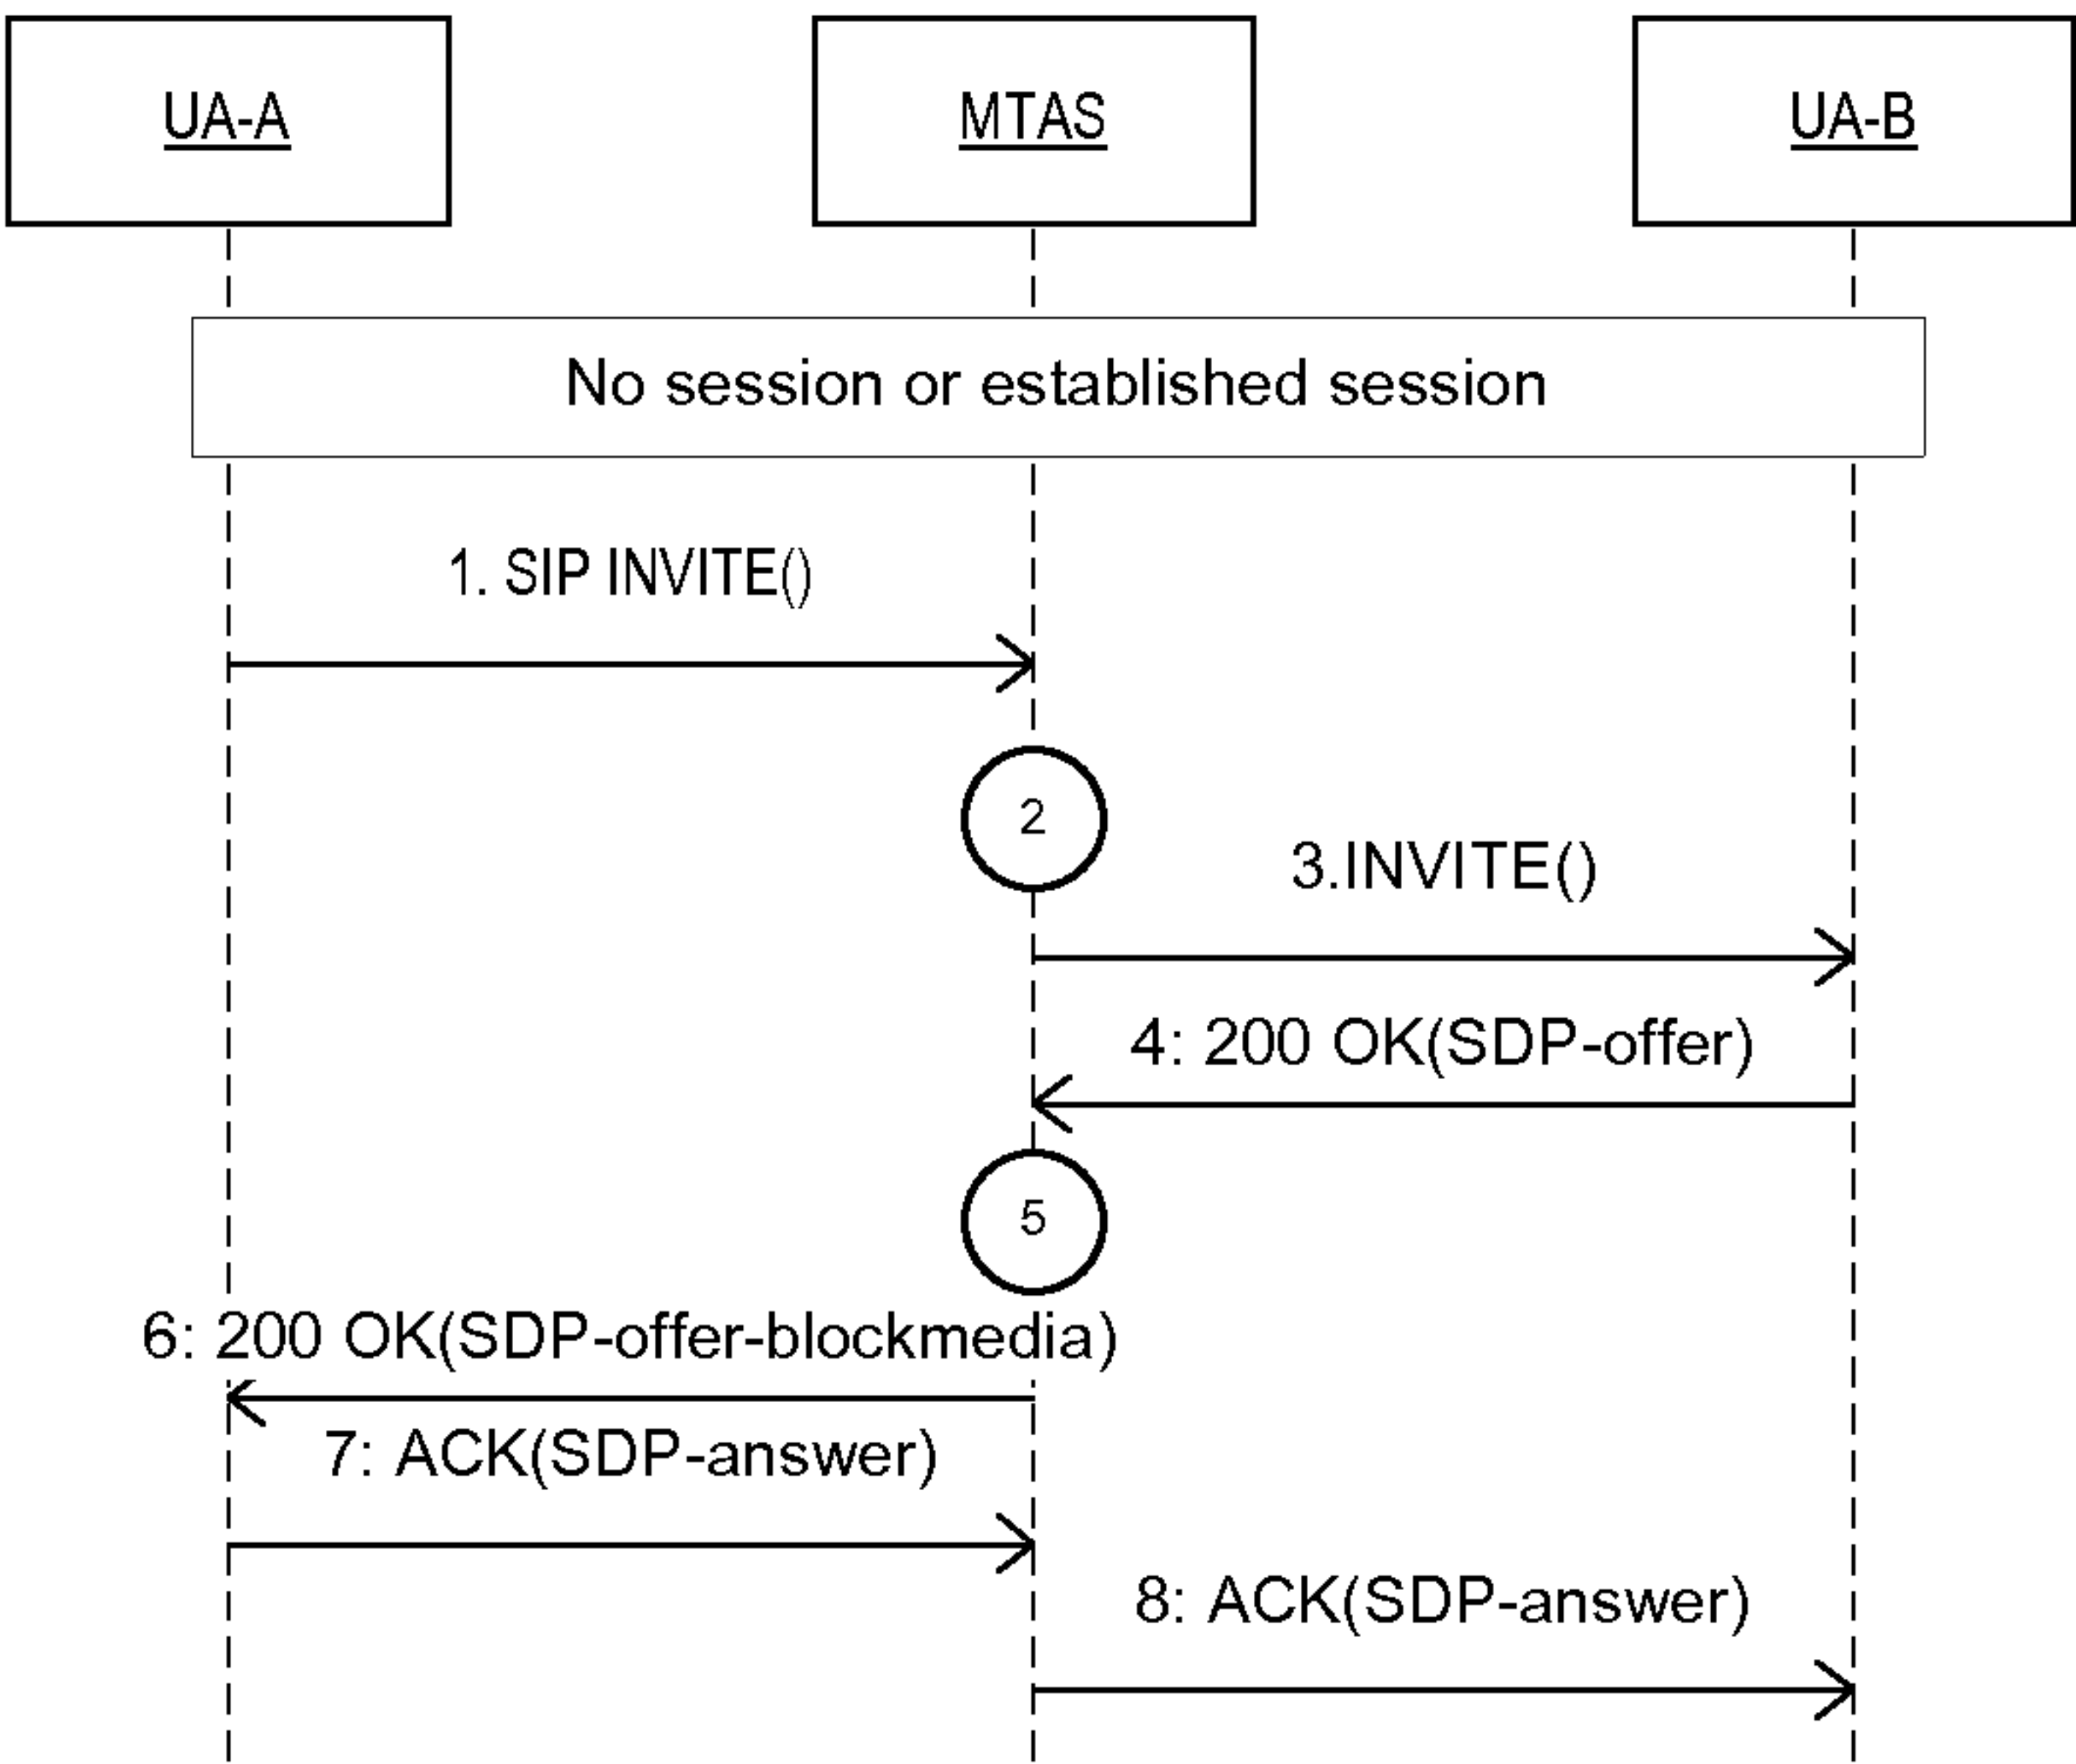 UA-A
MTAS
UA-B
No session or established session
1. SIP INVITE()
2
3.INVITE()
4: 200 OK(SDP-offer)
5
6: 200 OK(SDP-offer-blockmedia)
7: ACK(SDP-answer)
8: ACK(SDP-answer)